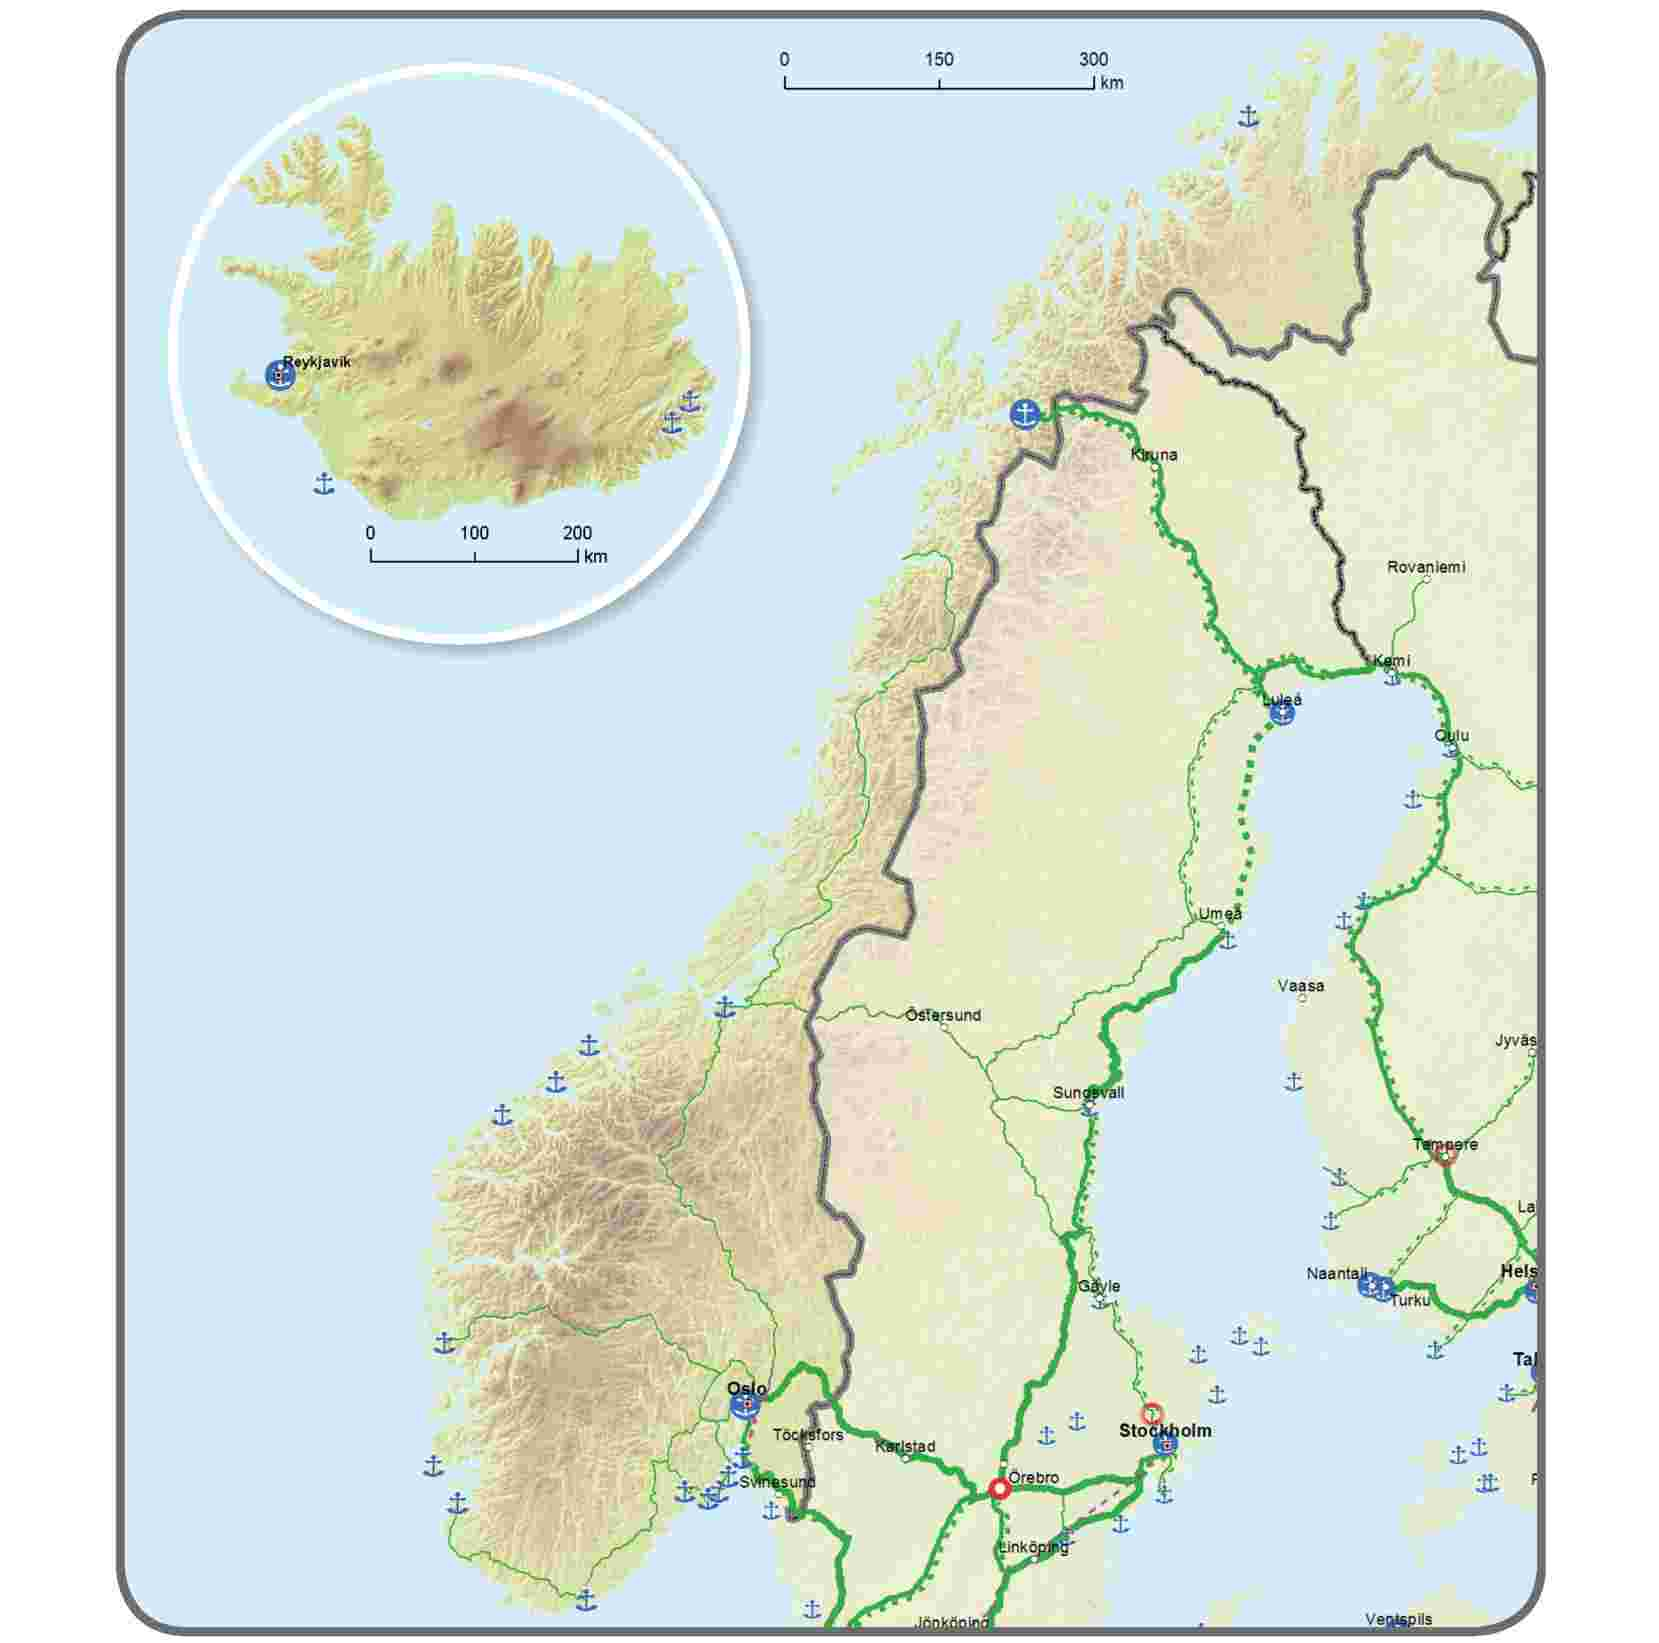 0 150 300
km
Reykjavik
0 100 200
km
Kiruna
Rovaniemi
Kemi
Luleå
Oulu
Umeå
Vaasa
Östersund
Jyväs
Sundsvall
Tampere
La
Gävle
Naantali
Hels
Turku
Tal
Oslo
Stockholm
Töcksfors
Karlstad
Örebro
Svinesund
Linköping
Jönköping
Ventspils